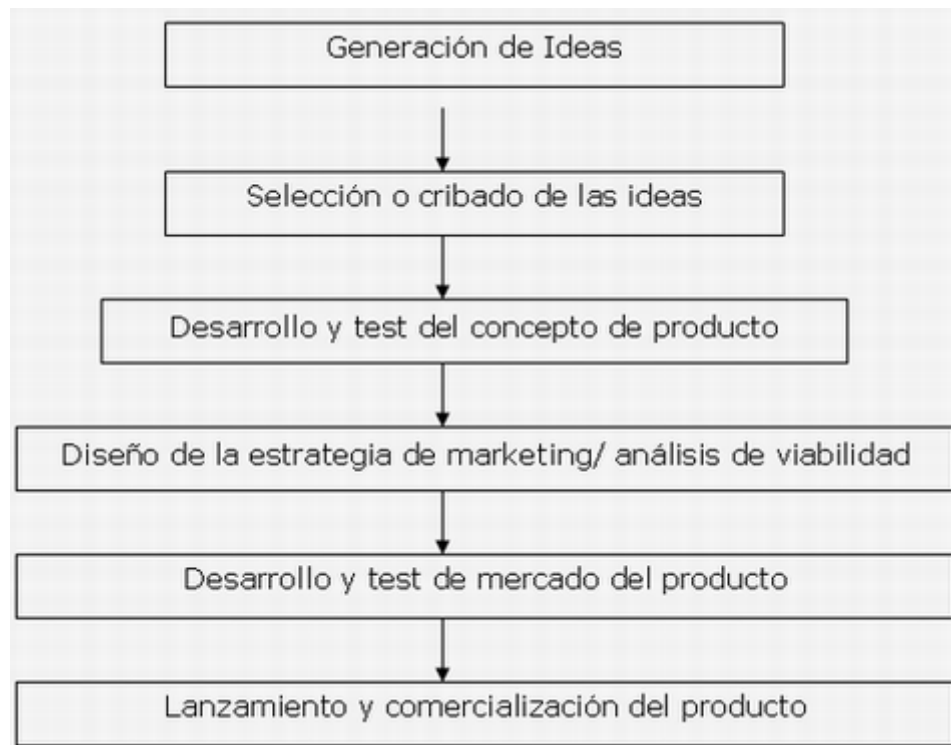 Generación de Ideas
Selección o cribado de las ideas
Desarrollo y test del concepto de producto
Diseño de la estrategia de marketing/ análisis de viabilidad
Desarrollo y test de mercado del producto
Lanzamiento y comercialización del producto